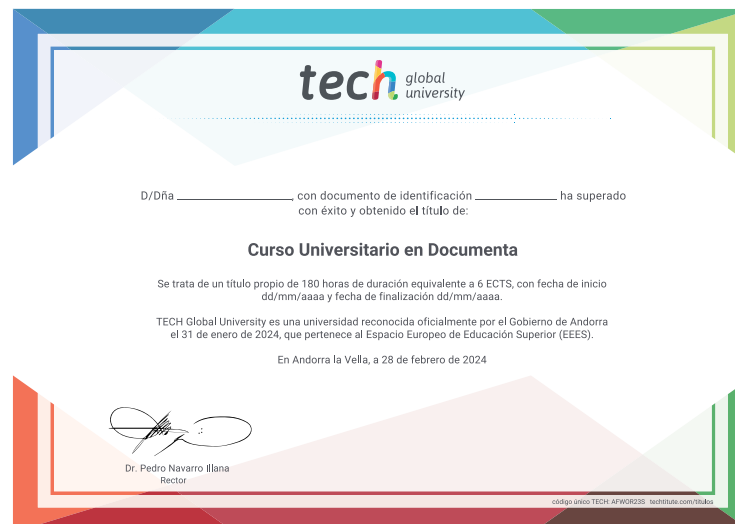 tech global university
D/Dña ____________, con documento de identificación ____________ ha superado
con éxito y obtenido el título de:
Curso Universitario en Documenta
Se trata de un título propio de 180 horas de duración equivalente a 6 ECTS, con fecha de inicio
dd/mm/aaaa y fecha de finalización dd/mm/aaaa.
TECH Global University es una universidad reconocida oficialmente por el Gobierno de Andorra
el 31 de enero de 2024, que pertenece al Espacio Europeo de Educación Superior (EEES).
En Andorra la Vella, a 28 de febrero de 2024
Dr. Pedro Navarro Illana
Rector
código único TECH: AFWOR23S techtitute.com/titulos